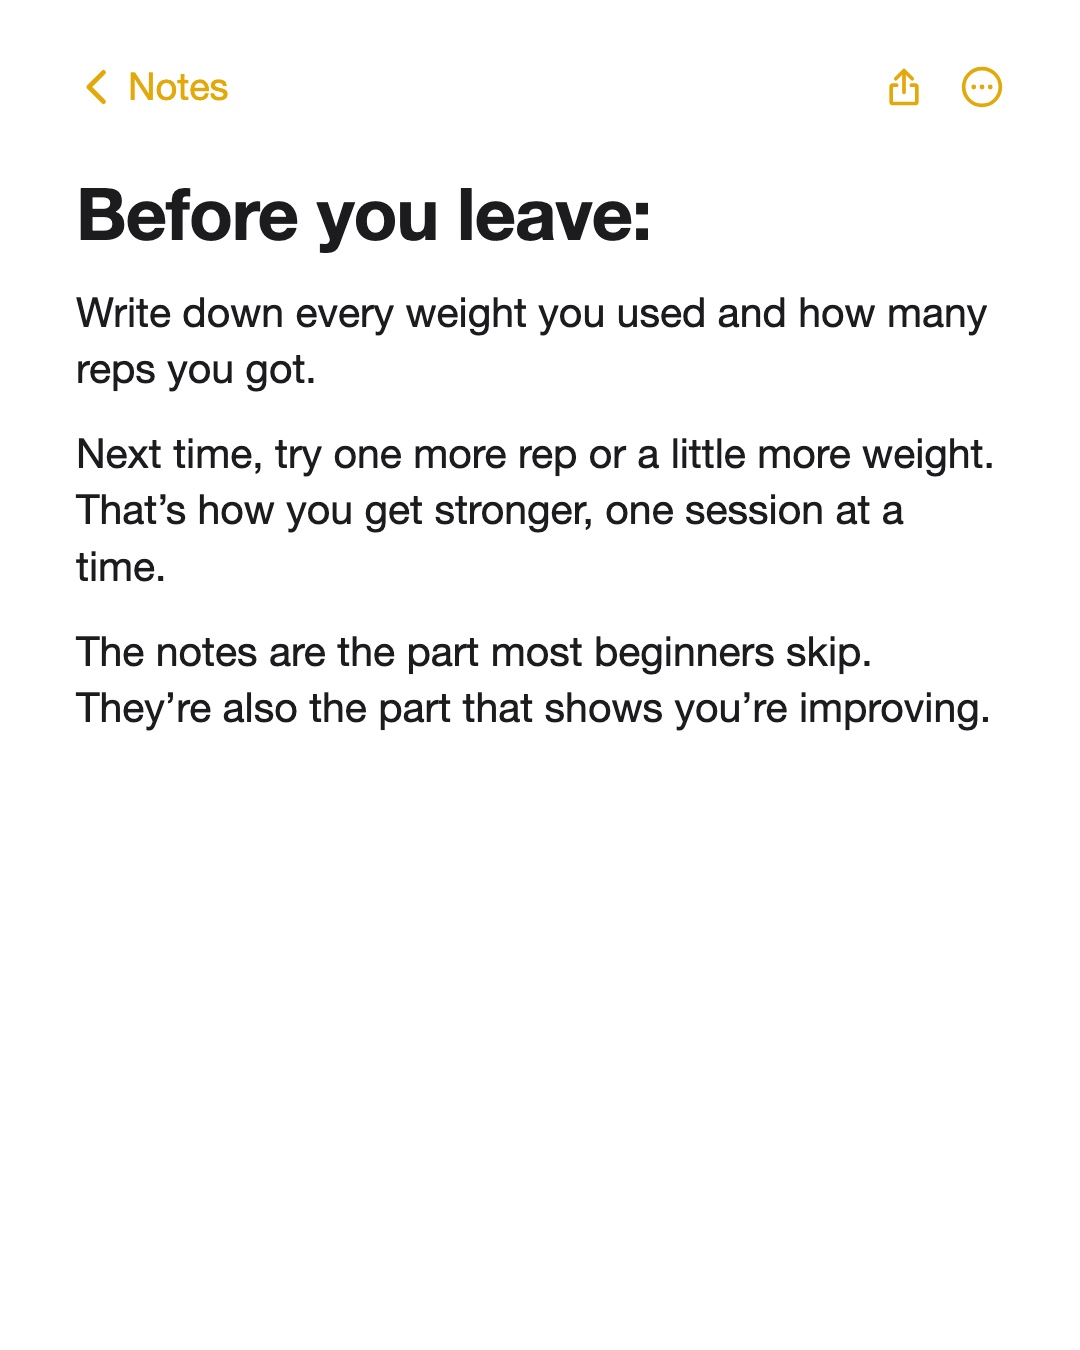 Notes
Before you leave:
Write down every weight you used and how many
reps you got.
Next time, try one more rep or a little more weight.
That’s how you get stronger, one session at a
time.
The notes are the part most beginners skip.
They’re also the part that shows you’re improving.